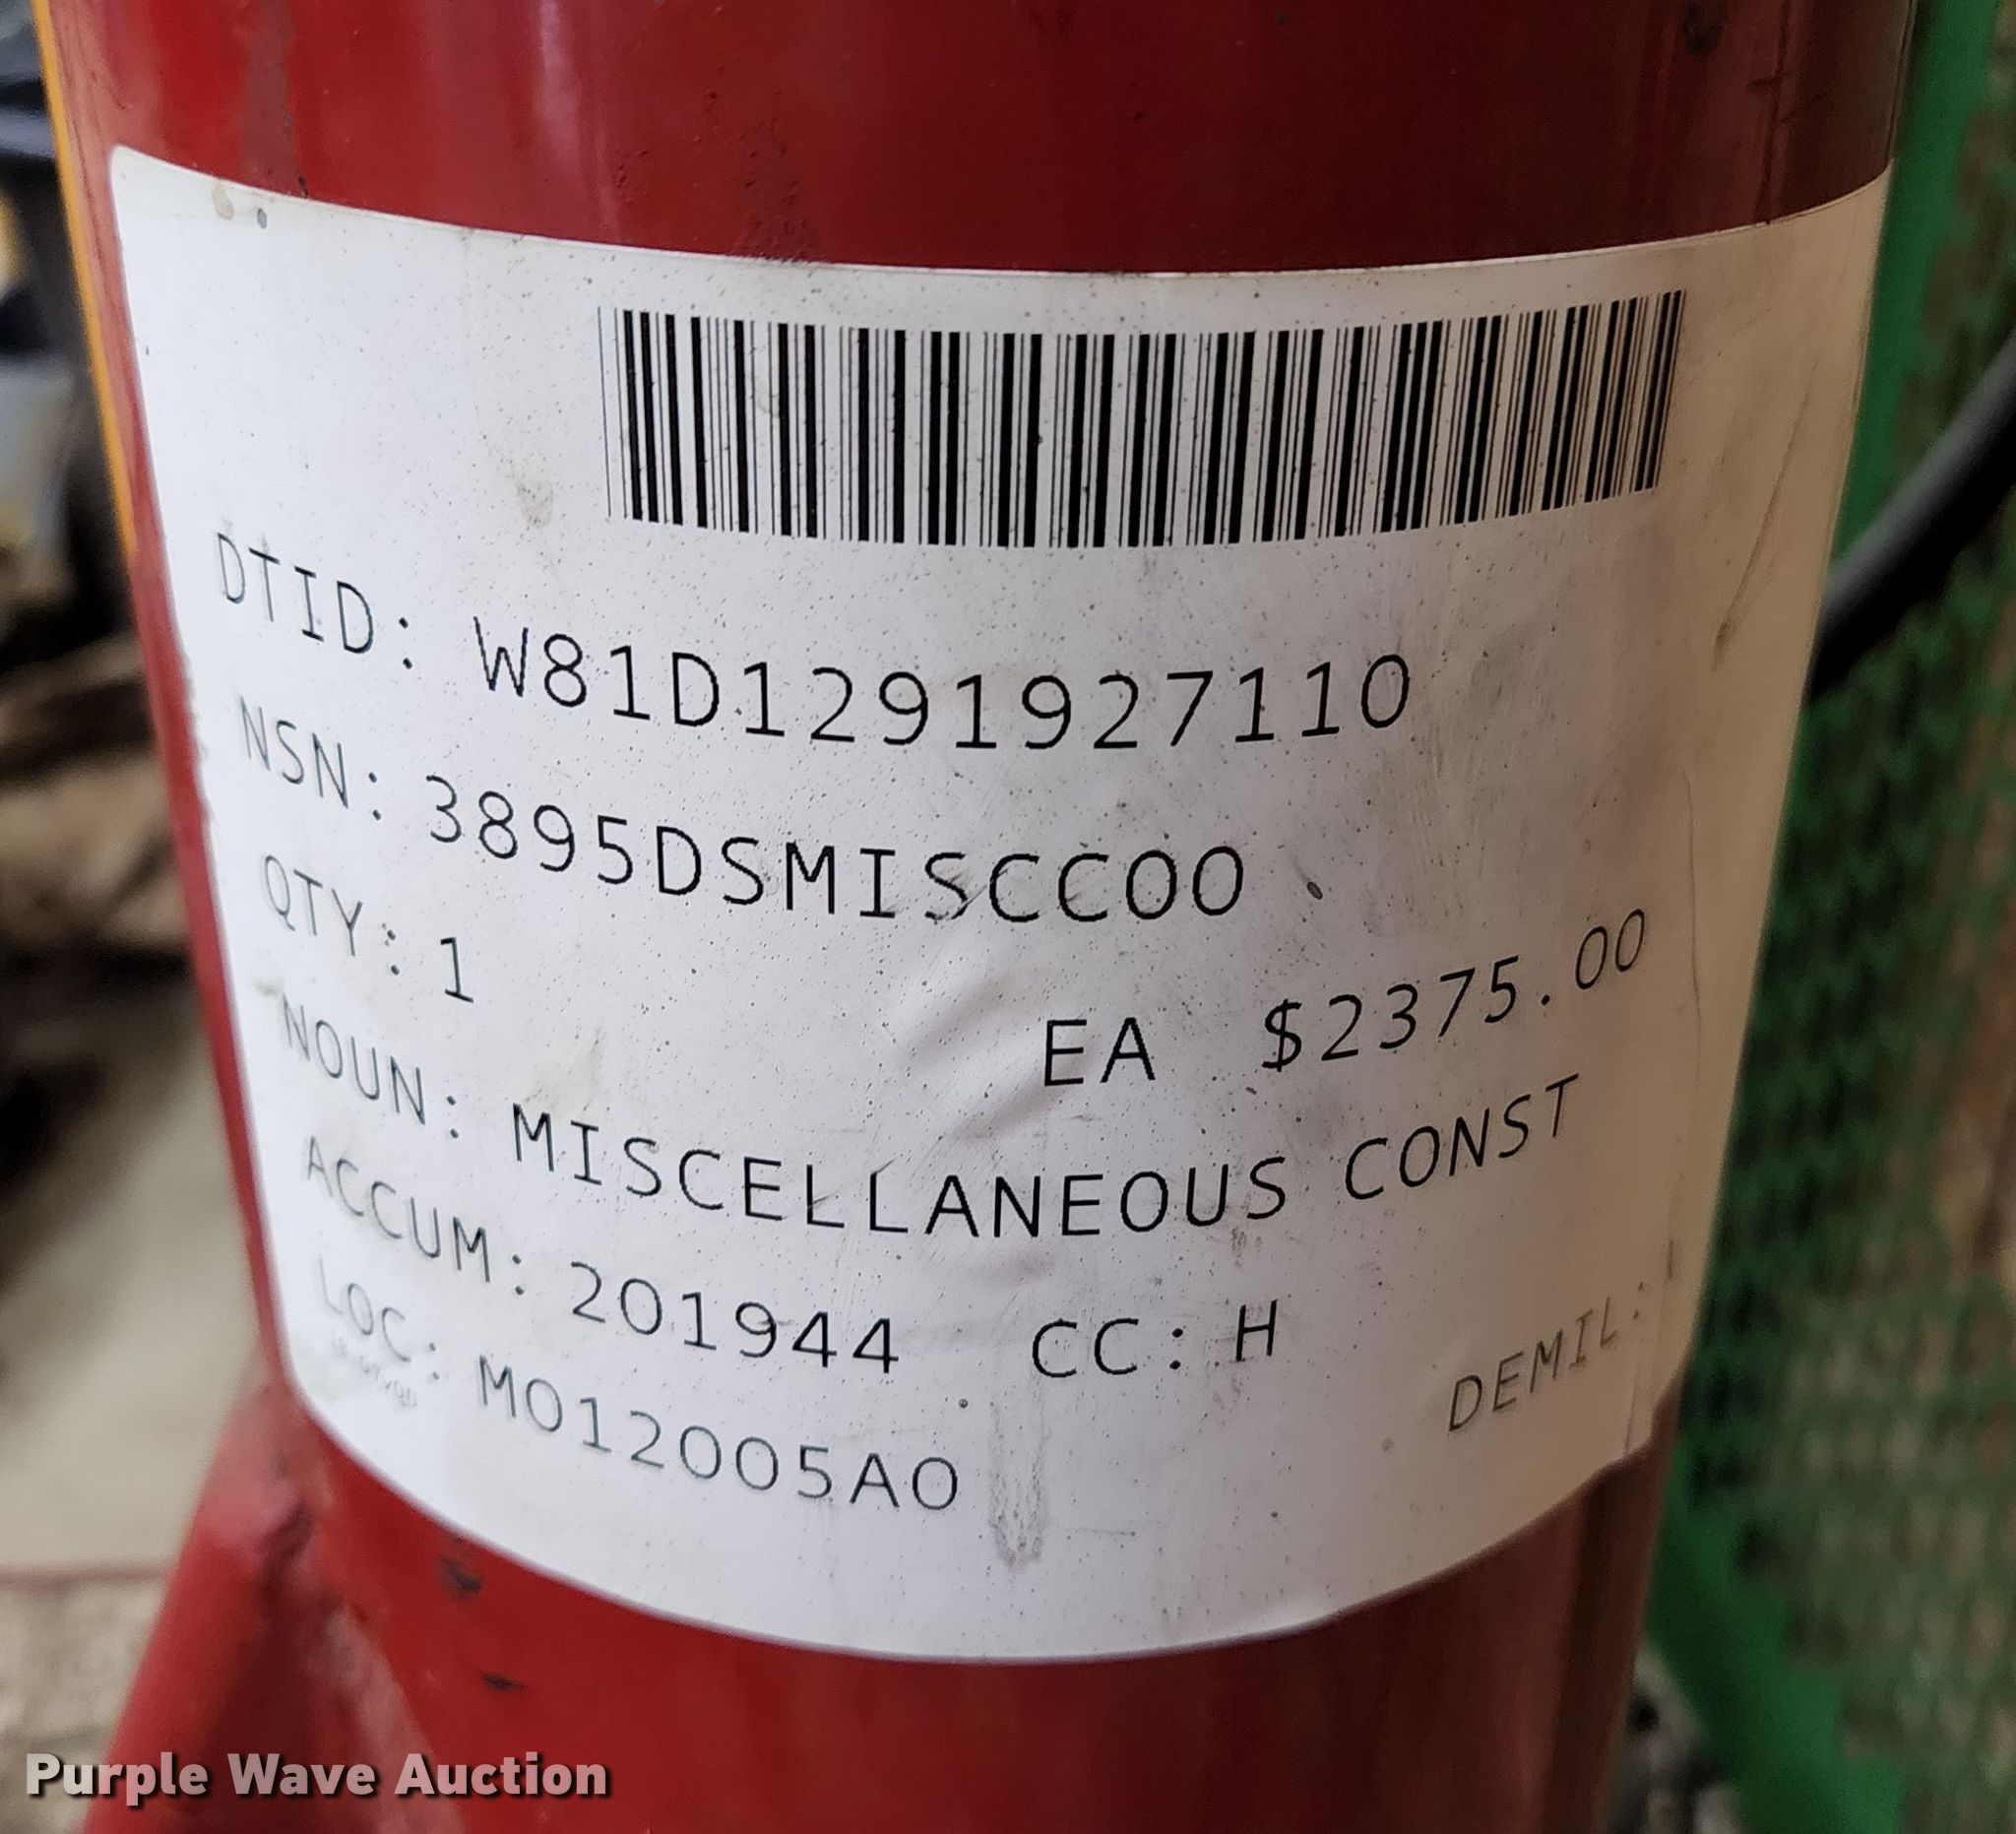 DTID: W81D1291927110
NSN: 3895DSMISCC00
QTY: 1 EA $2375.00
NOUN: MISCELLANEOUS CONST
ACCUM: 201944 CC: H DEMIL:
LOC: M012005A0
Purple Wave Auction